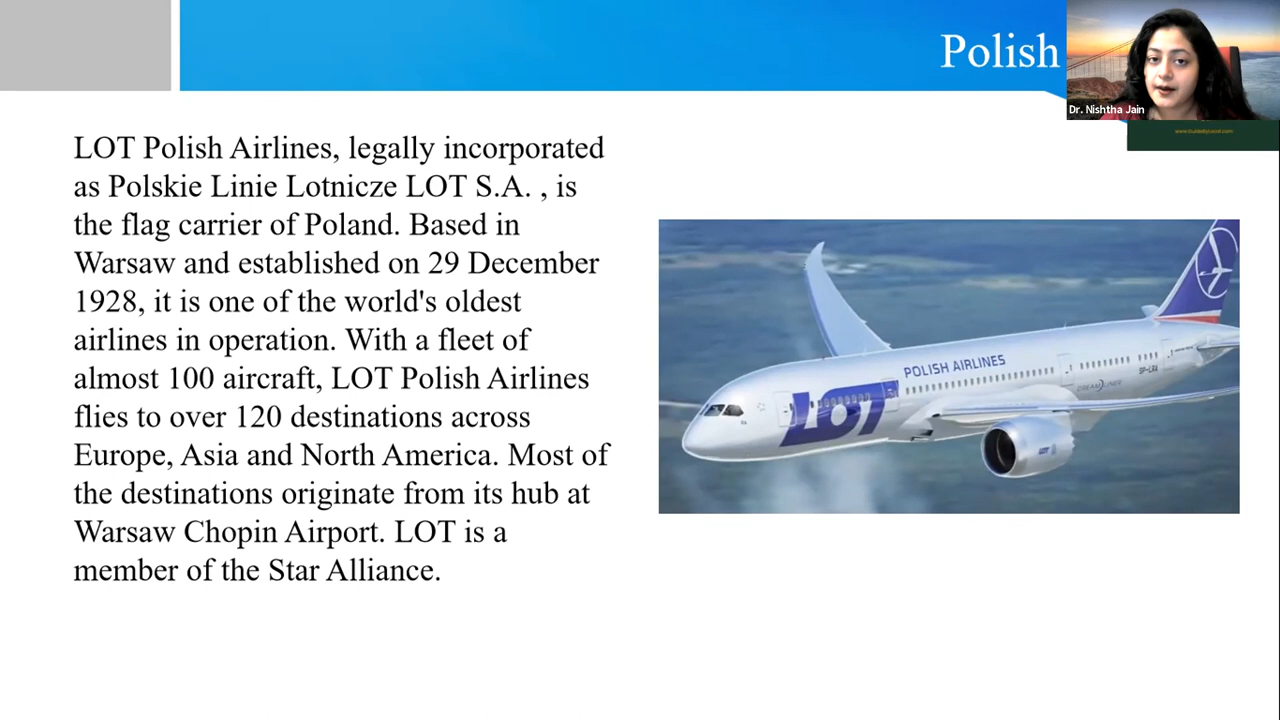 Polish
Dr. Nishtha Jain
LOT Polish Airlines, legally incorporated
as Polskie Linie Lotnicze LOT S.A. , is
the flag carrier of Poland. Based in
Warsaw and established on 29 December
1928, it is one of the world's oldest
airlines in operation. With a fleet of
almost 100 aircraft, LOT Polish Airlines
flies to over 120 destinations across
Europe, Asia and North America. Most of
the destinations originate from its hub at
Warsaw Chopin Airport. LOT is a
member of the Star Alliance.
POLISH AIRLINES
LOT
SP-LRA
DREAMLINER